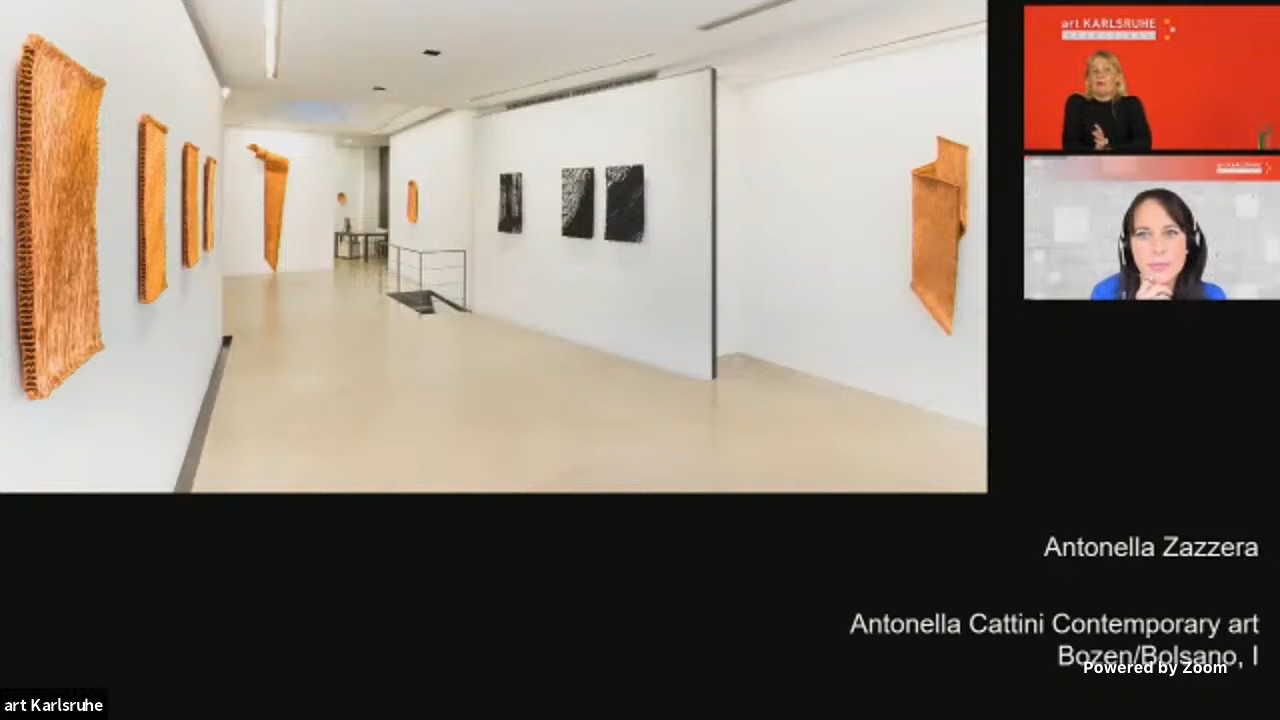 art KARLSRUHE
Antonella Zazzera
Antonella Cattini Contemporary art
Bozen/Bolsano, I
Powered by Zoom
art Karlsruhe